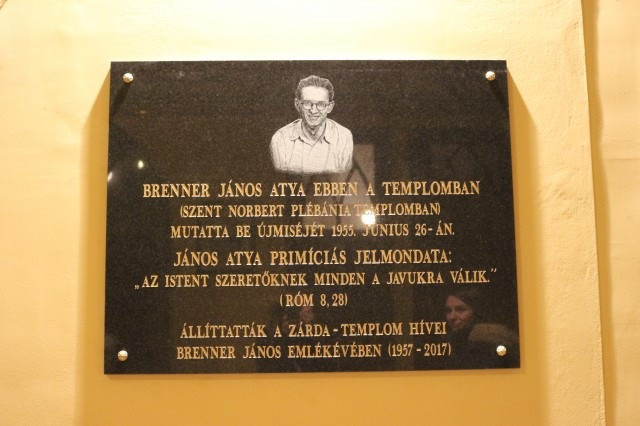 BRENNER JÁNOS ATYA EBBEN A TEMPLOMBAN
(SZENT NORBERT PLÉBÁNIA TEMPLOMBAN)
MUTATTA BE ÚJMISÉJÉT 1955. JÚNIUS 26-ÁN.
JÁNOS ATYA PRIMÍCIÁS JELMONDATA:
„AZ ISTENT SZERETŐKNEK MINDEN A JAVUKRA VÁLIK.”
(RÓM 8,28)
ÁLLÍTTATTÁK A ZÁRDA-TEMPLOM HÍVEI
BRENNER JÁNOS EMLÉKÉVÉBEN (1957-2017)